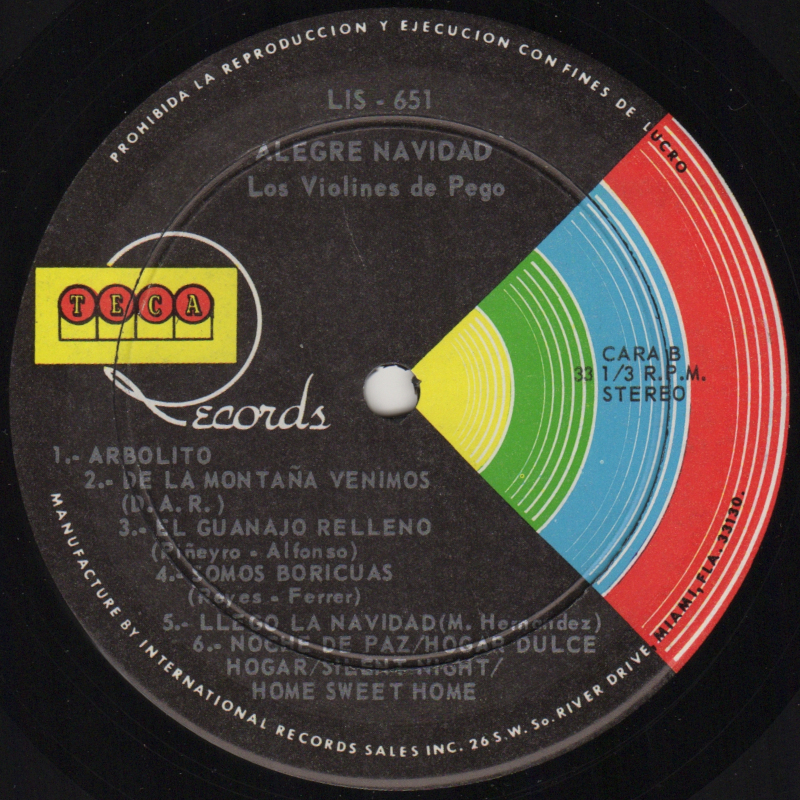 PROHIBIDA LA REPRODUCCION Y EJECUCION CON FINES DE LUCRO
LIS - 651
ALEGRE NAVIDAD
Los Violines de Pego
TECA
Records
CARA B
33 1/3 R.P.M.
STEREO
1.- ARBOLITO
2.- DE LA MONTAÑA VENIMOS
(D.A.R.)
3.- EL GUANAJO RELLENO
(Piñeyro - Alfonso)
4.- SOMOS BORICUAS
(Reyes - Ferrer)
5.- LLEGO LA NAVIDAD (M. Hernandez)
6.- NOCHE DE PAZ/HOGAR DULCE
HOGAR/SILENT NIGHT/
HOME SWEET HOME
MANUFACTURE BY INTERNATIONAL RECORDS SALES INC. 26 S.W. So. RIVER DRIVE MIAMI, FLA. 33130.